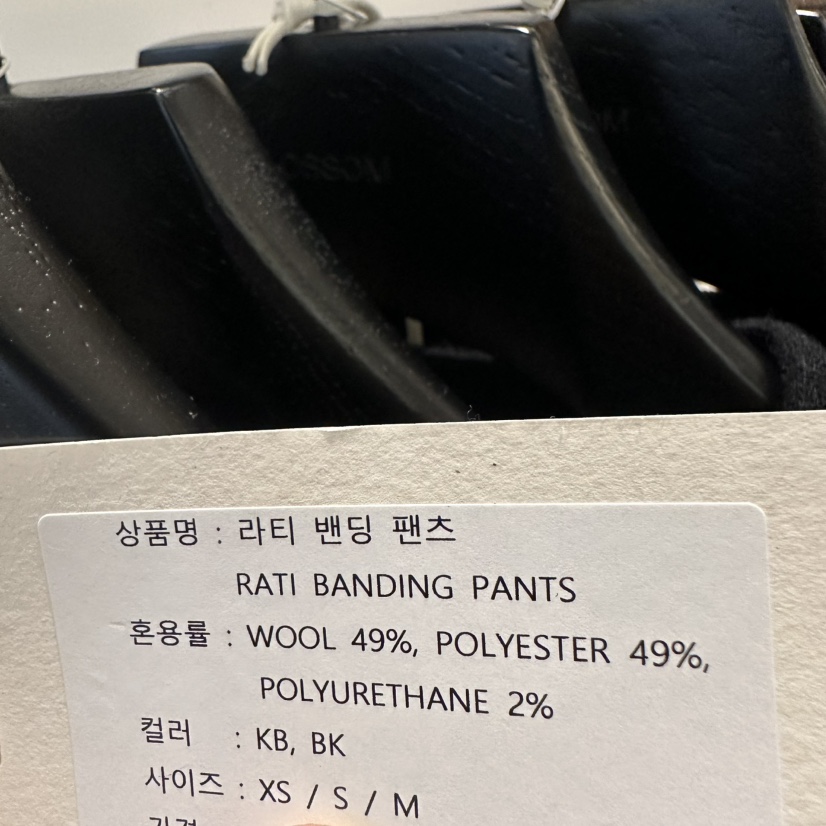 상품명 : 라티 밴딩 팬츠
RATI BANDING PANTS
혼용률 : WOOL 49%, POLYESTER 49%,
POLYURETHANE 2%
컬러 : KB, BK
사이즈 : XS / S / M